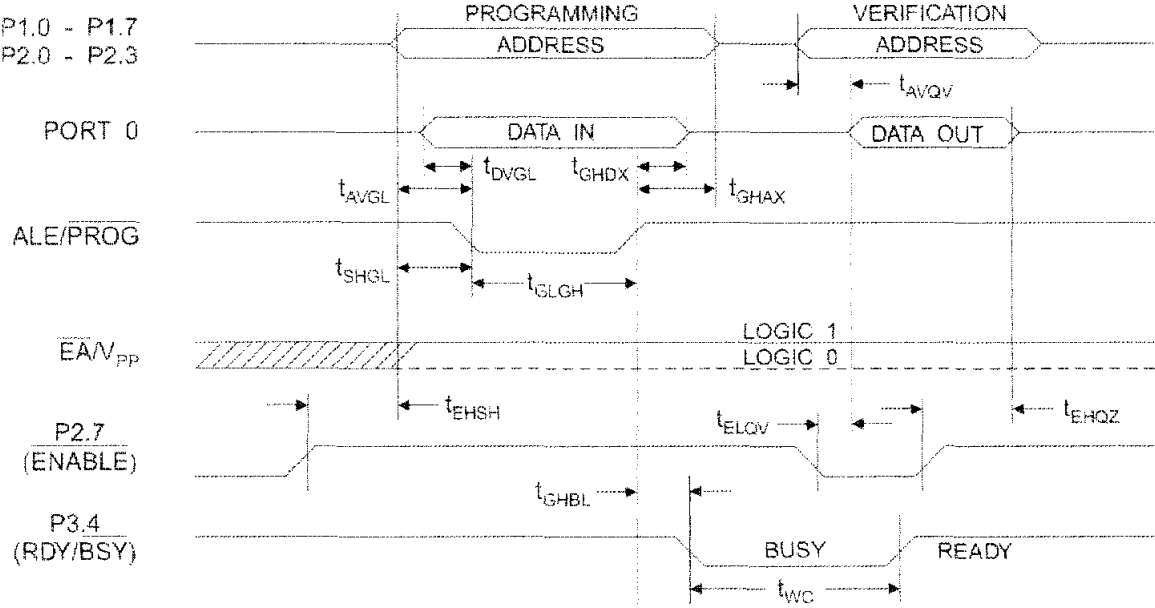 PROGRAMMING VERIFICATION
P1.0 - P1.7
P2.0 - P2.3
ADDRESS ADDRESS
tAVQV
PORT 0 DATA IN DATA OUT
tDVGL tGHDX
tAVGL tGHAX
ALE/PROG
tSHGL tGLGH
LOGIC 1
EA/VPP
LOGIC 0
tEHSH tELQV tEHQZ
P2.7
(ENABLE)
tGHBL
P3.4
(RDY/BSY)
BUSY READY
tWC